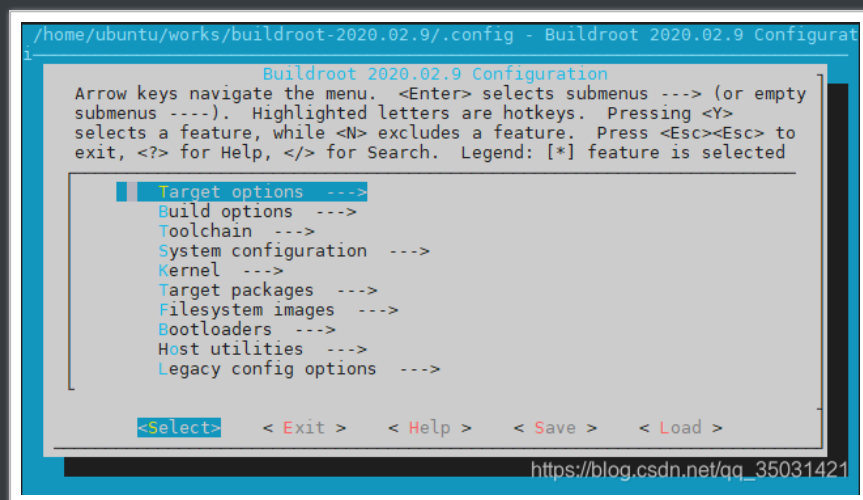 /home/ubuntu/works/buildroot-2020.02.9/.config - Buildroot 2020.02.9 Configurat
i
Buildroot 2020.02.9 Configuration
Arrow keys navigate the menu.  <Enter> selects submenus ---> (or empty
submenus ----).  Highlighted letters are hotkeys.  Pressing <Y>
selects a feature, while <N> excludes a feature.  Press <Esc><Esc> to
exit, <?> for Help, </> for Search.  Legend: [*] feature is selected
Target options  --->
Build options  --->
Toolchain  --->
System configuration  --->
Kernel  --->
Target packages  --->
Filesystem images  --->
Bootloaders  --->
Host utilities  --->
Legacy config options  --->
<Select>    < Exit >    < Help >    < Save >    < Load >
https://blog.csdn.net/qq_35031421